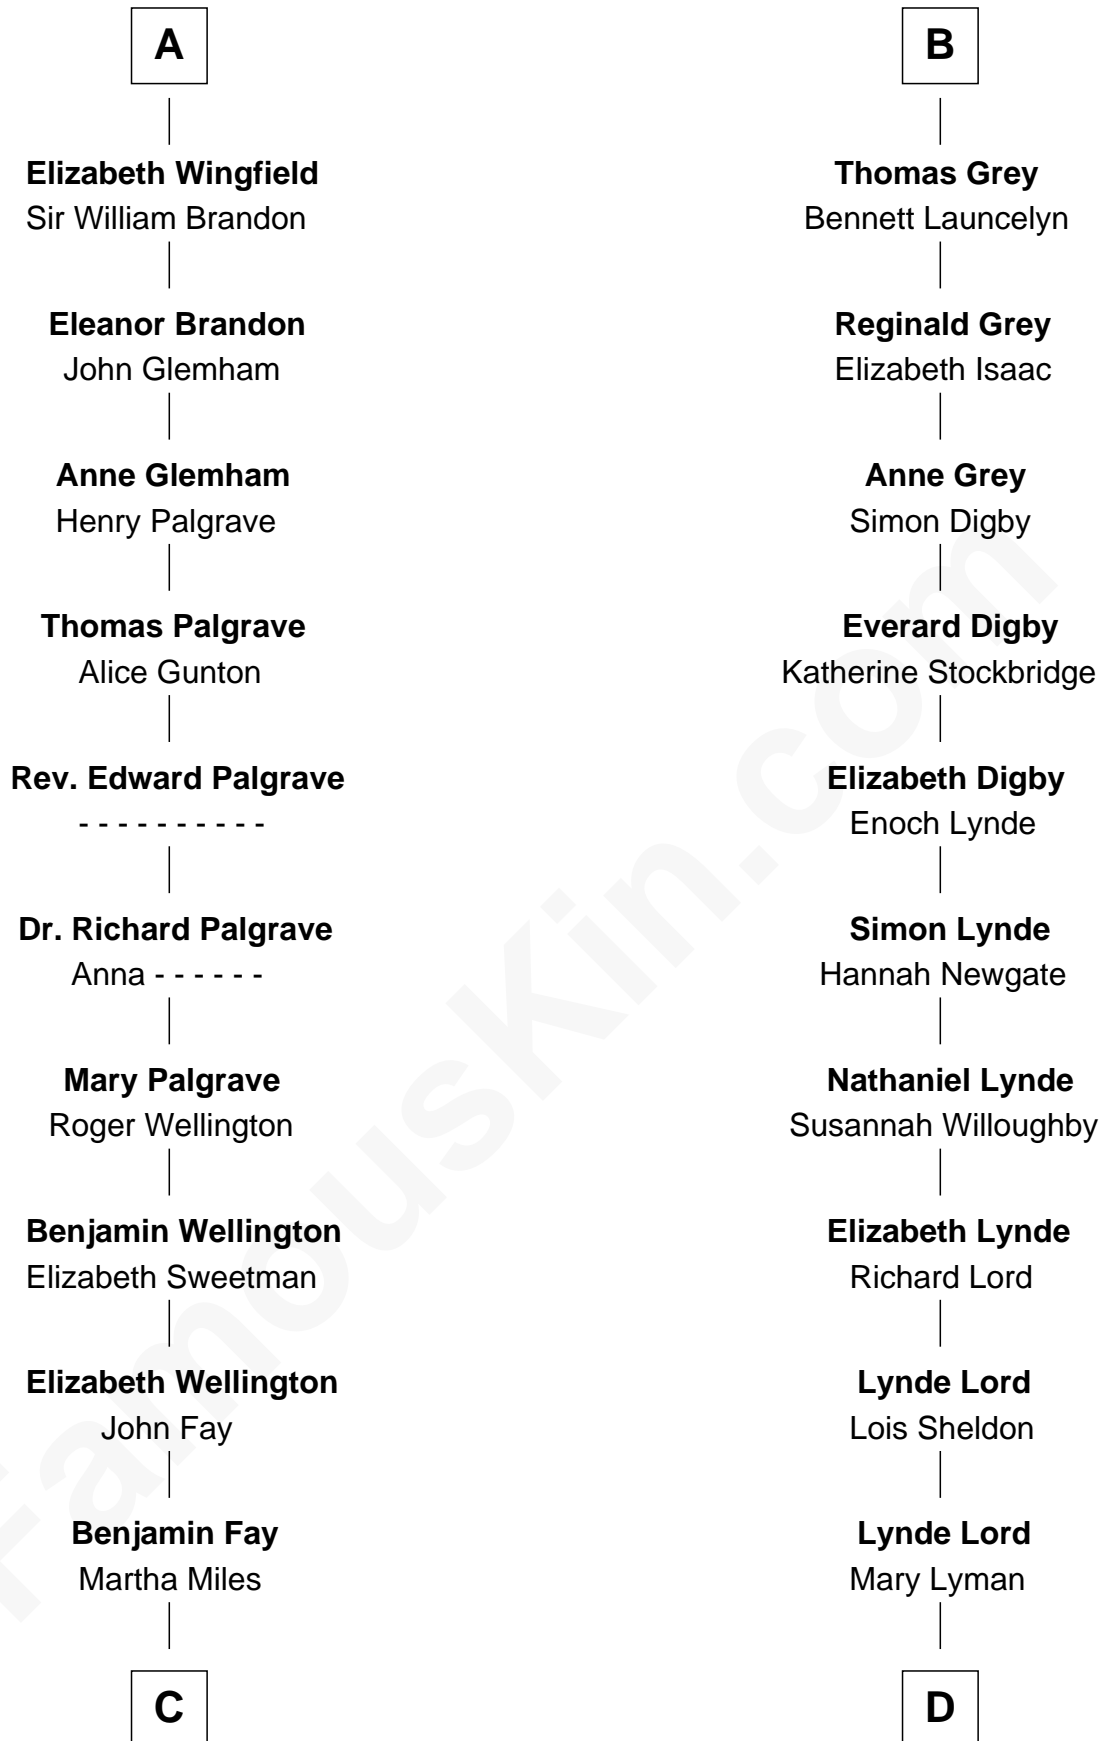 A
Elizabeth Wingfield
Sir William Brandon
Eleanor Brandon
John Glemham
Anne Glemham
Henry Palgrave
Thomas Palgrave
Alice Gunton
Rev. Edward Palgrave
- - - - - - - - - -
Dr. Richard Palgrave
Anna - - - - - -
Mary Palgrave
Roger Wellington
Benjamin Wellington
Elizabeth Sweetman
Elizabeth Wellington
John Fay
Benjamin Fay
Martha Miles
C
B
Thomas Grey
Bennett Launcelyn
Reginald Grey
Elizabeth Isaac
Anne Grey
Simon Digby
Everard Digby
Katherine Stockbridge
Elizabeth Digby
Enoch Lynde
Simon Lynde
Hannah Newgate
Nathaniel Lynde
Susannah Willoughby
Elizabeth Lynde
Richard Lord
Lynde Lord
Lois Sheldon
Lynde Lord
Mary Lyman
D
FamousKin.com